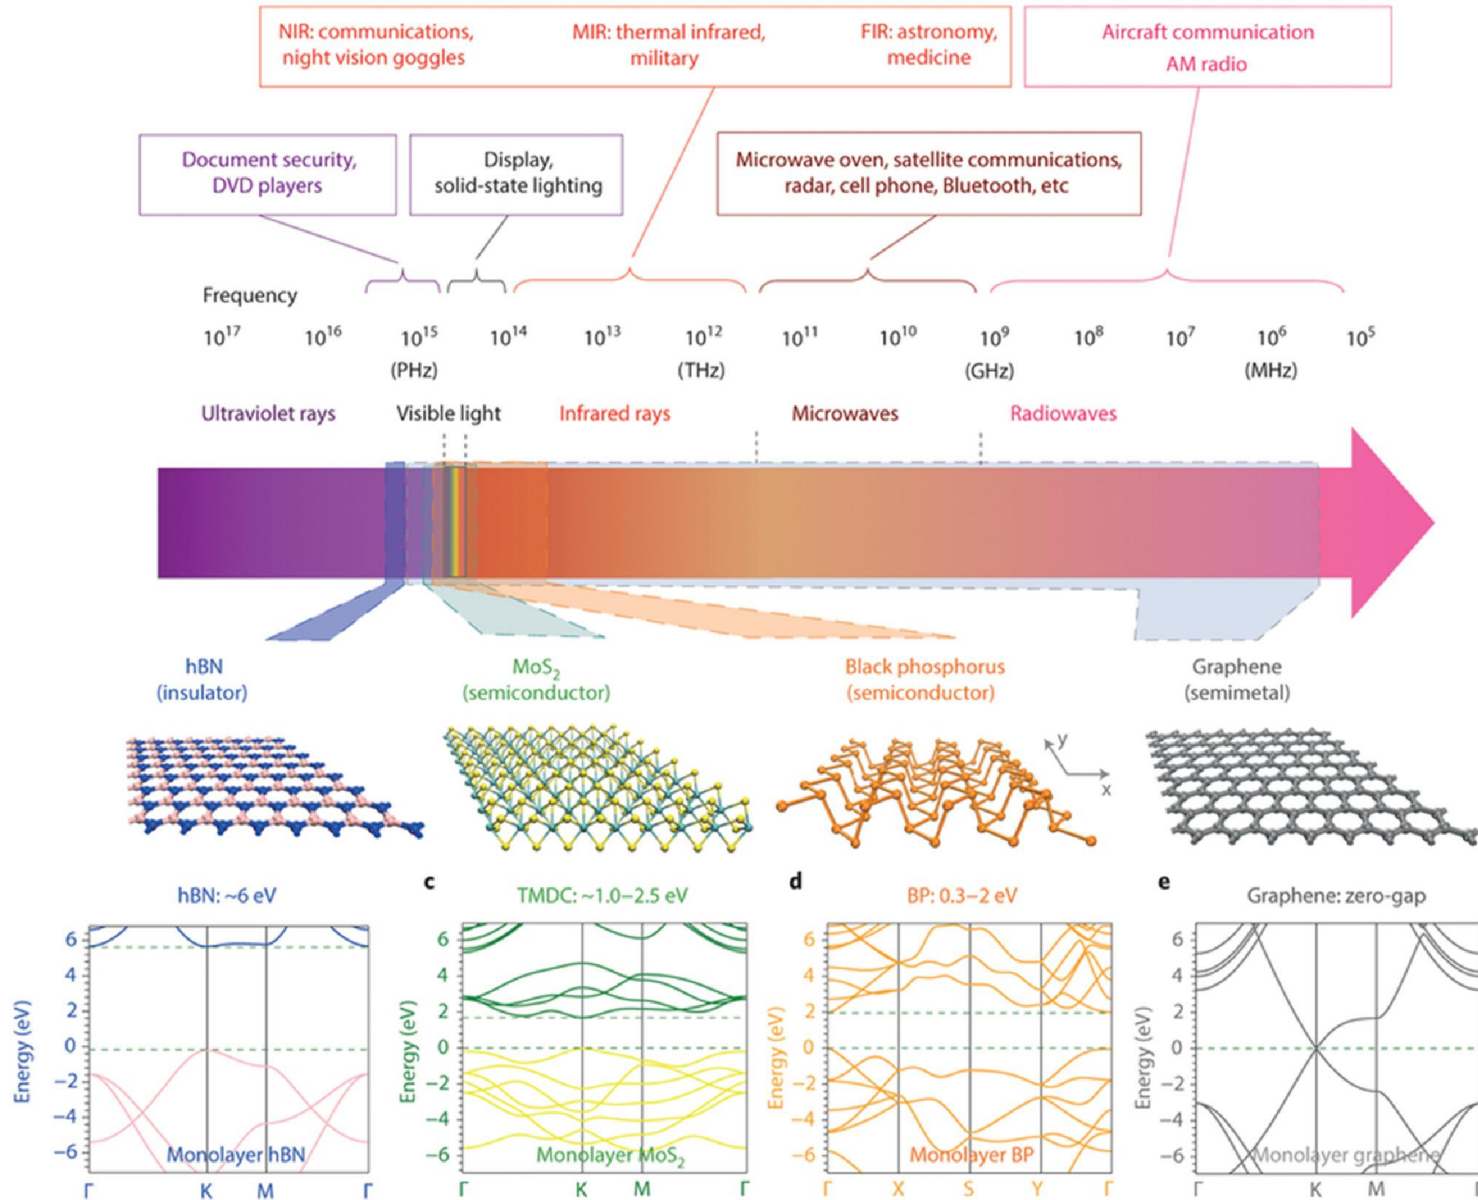 NIR: communications,
night vision goggles
MIR: thermal infrared,
military
FIR: astronomy,
medicine
Aircraft communication
AM radio
Document security,
DVD players
Display,
solid-state lighting
Microwave oven, satellite communications,
radar, cell phone, Bluetooth, etc
Frequency
10¹⁷ 10¹⁶ 10¹⁵ 10¹⁴ 10¹³ 10¹² 10¹¹ 10¹⁰ 10⁹ 10⁸ 10⁷ 10⁶ 10⁵
(PHz) (THz) (GHz) (MHz)
Ultraviolet rays Visible light Infrared rays Microwaves Radiowaves
hBN
(insulator)
MoS₂
(semiconductor)
Black phosphorus
(semiconductor)
Graphene
(semimetal)
y
x
hBN: ~6 eV
Energy (eV)
6
4
2
0
−2
−4
−6
Monolayer hBN
Γ K M Γ
c
TMDC: ~1.0–2.5 eV
Energy (eV)
6
4
2
0
−2
−4
−6
Monolayer MoS₂
Γ K M Γ
d
BP: 0.3–2 eV
Energy (eV)
6
4
2
0
−2
−4
−6
Monolayer BP
Γ X S Y Γ
e
Graphene: zero-gap
Energy (eV)
6
4
2
0
−2
−4
−6
Monolayer graphene
Γ K M Γ